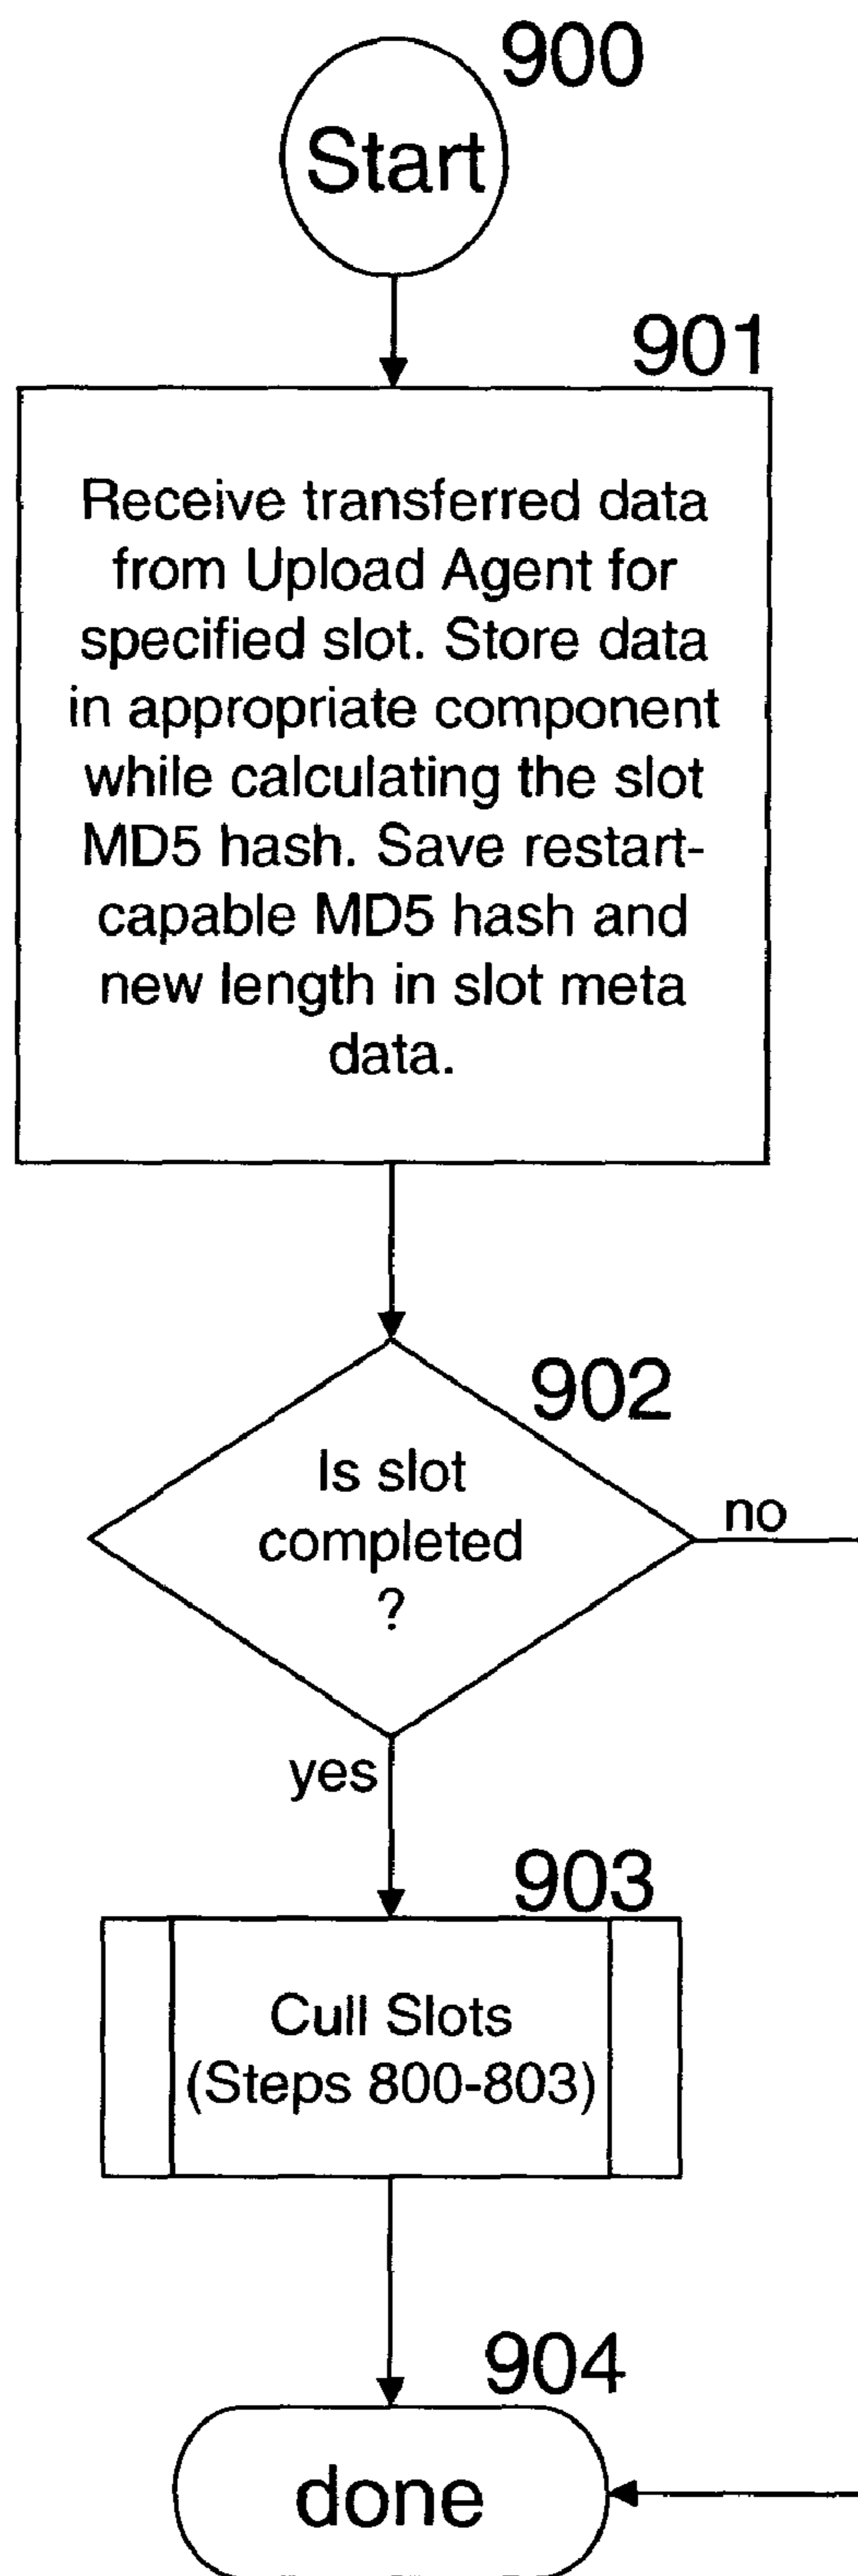 900
Start
901
Receive transferred data
from Upload Agent for
specified slot. Store data
in appropriate component
while calculating the slot
MD5 hash. Save restart-
capable MD5 hash and
new length in slot meta
data.
902
Is slot
completed
?
no
yes
903
Cull Slots
(Steps 800-803)
904
done